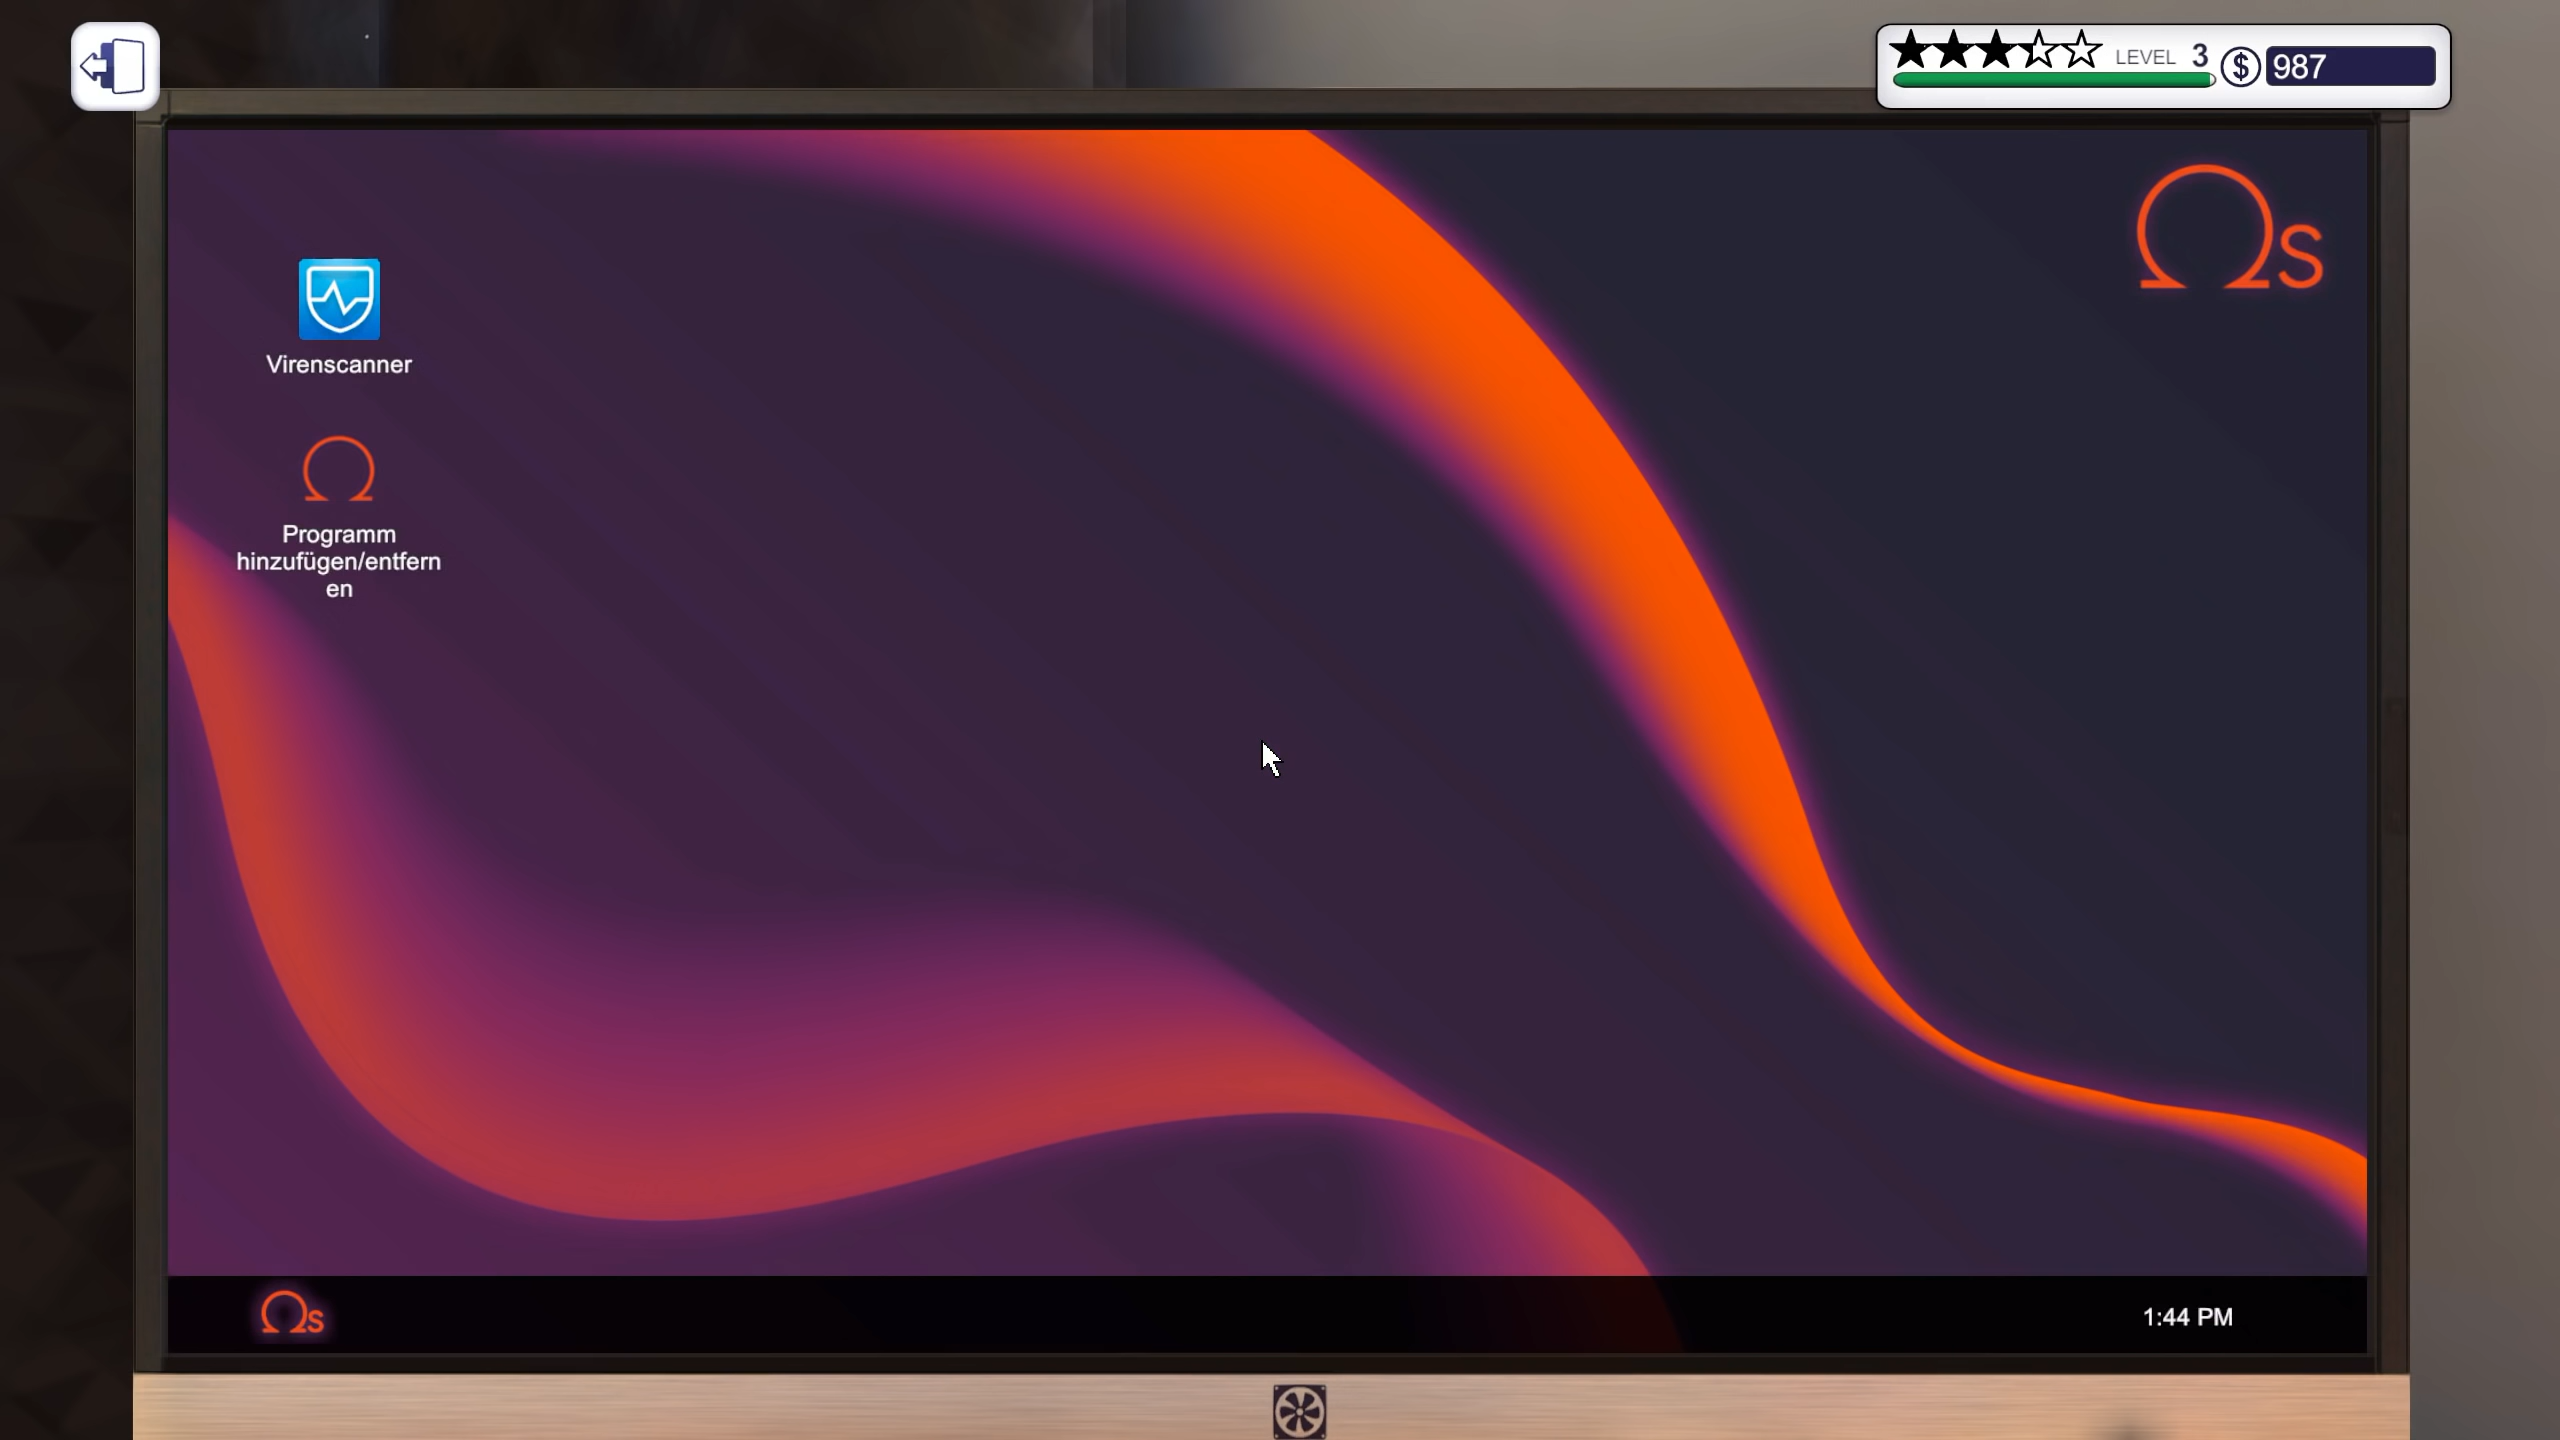 LEVEL 3 $ 987
Ωs
Virenscanner
Programm
hinzufügen/entfern
en
Ωs
1:44 PM